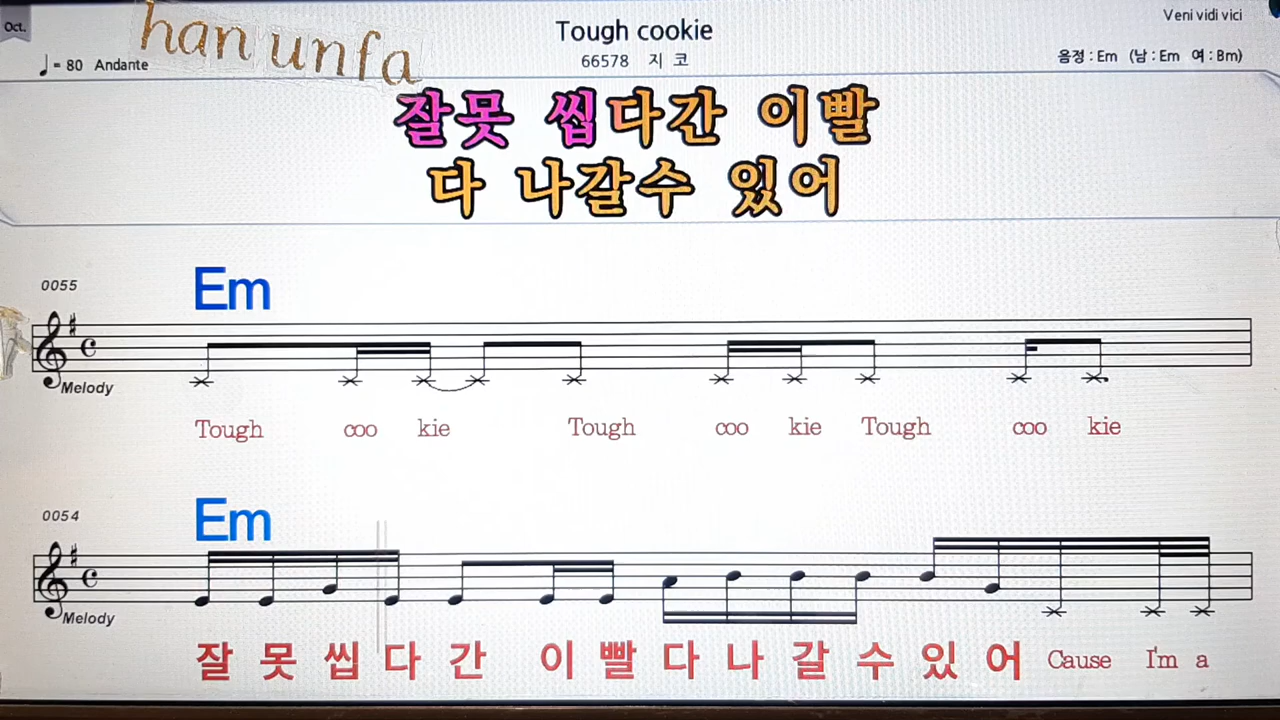 Oct.
han unfa
Tough cookie
Veni vidi vici
♩= 80 Andante
66578 지 코
음정 : Em (남 : Em 여 : Bm)
잘못 씹다간 이빨
다 나갈수 있어
0055
Em
Melody
Tough coo kie Tough coo kie Tough coo kie
0054
Em
Melody
잘 못 씹 다 간 이 빨 다 나 갈 수 있 어 Cause I'm a